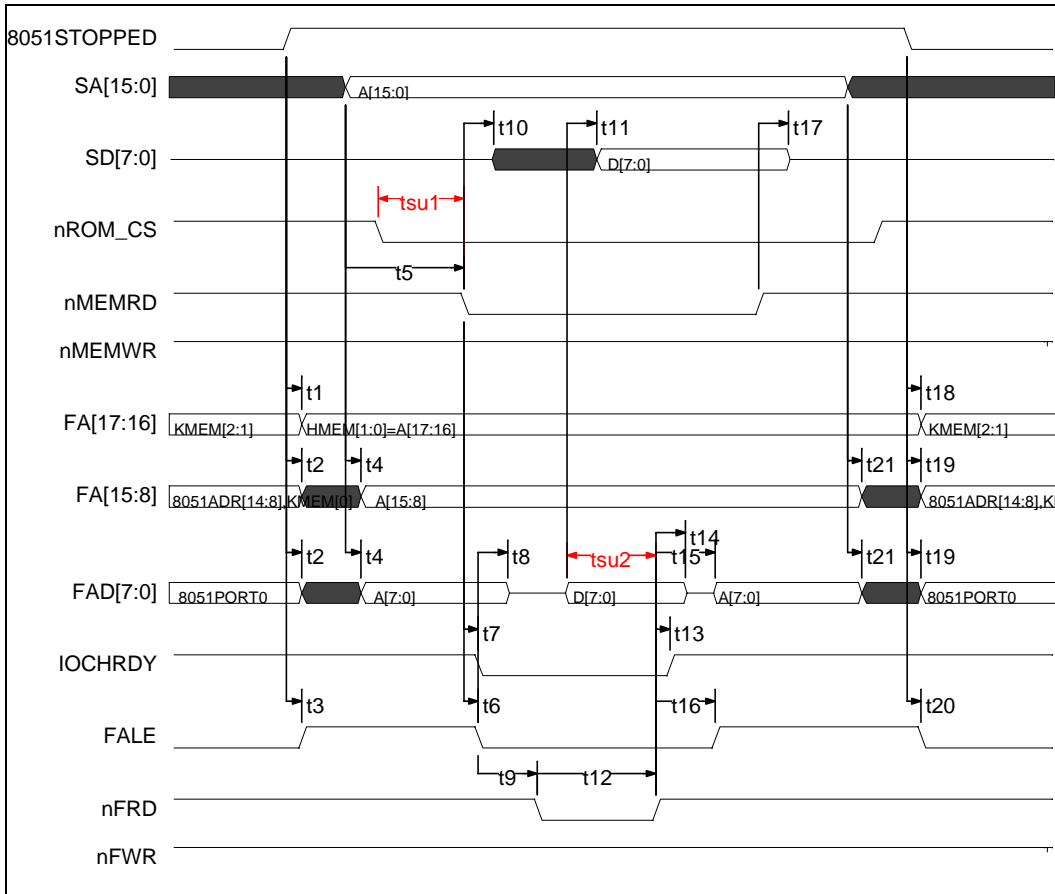 8051STOPPED
SA[15:0] A[15:0]
t10 t11 t17
SD[7:0] D[7:0]
tsu1
nROM_CS
t5
nMEMRD
nMEMWR
t1 t18
FA[17:16] KMEM[2:1] HMEM[1:0]=A[17:16] KMEM[2:1]
t2 t4 t21 t19
FA[15:8] 8051ADR[14:8],KMEM[0] A[15:8] 8051ADR[14:8],K
t14
t2 t4 t8 tsu2 t15 t21 t19
FAD[7:0] 8051PORT0 A[7:0] D[7:0] A[7:0] 8051PORT0
t7 t13
IOCHRDY
t3 t6 t16 t20
FALE
t9 t12
nFRD
nFWR